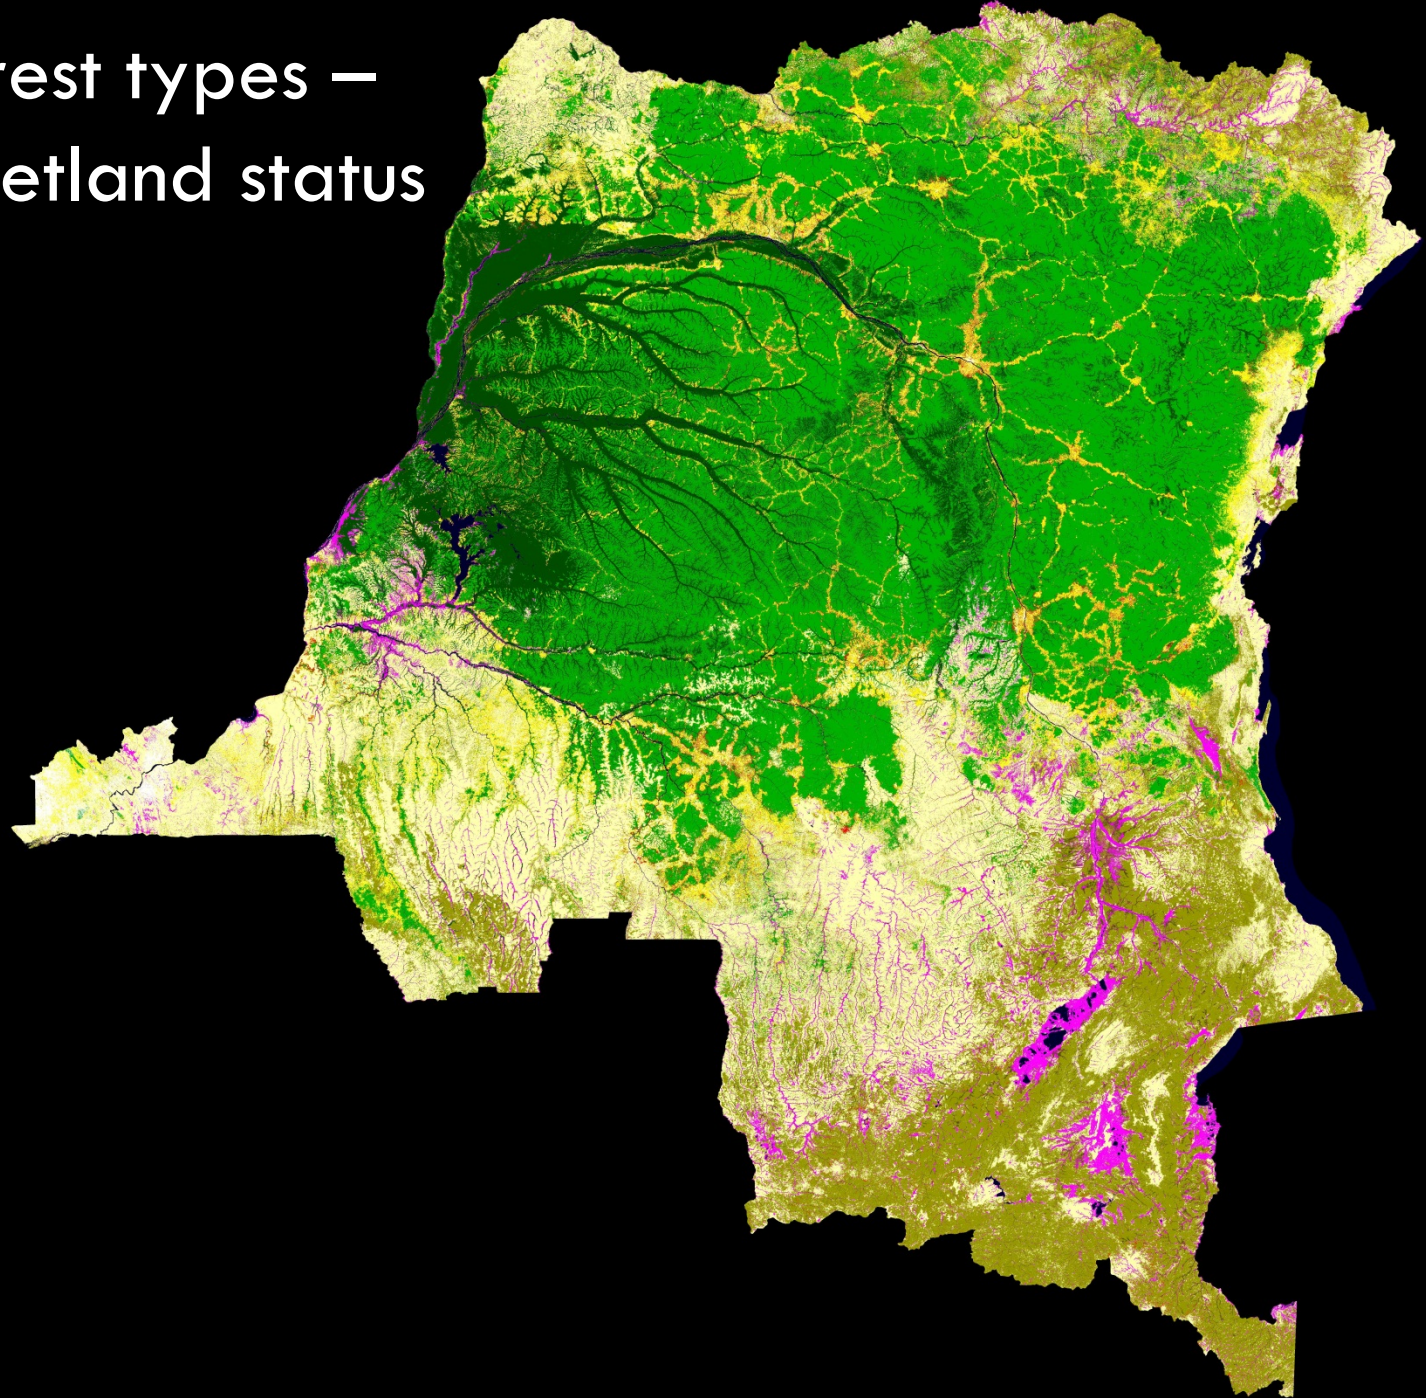 rest types –
etland status